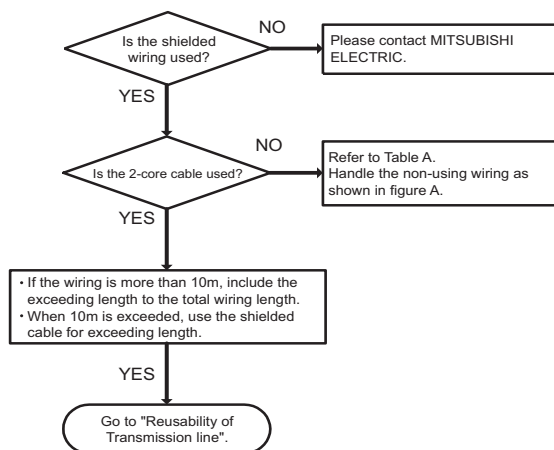 Is the shielded
wiring used?
NO
Please contact MITSUBISHI
ELECTRIC.
YES
Is the 2-core cable used?
NO
Refer to Table A.
Handle the non-using wiring as
shown in figure A.
YES
・If the wiring is more than 10m, include the
exceeding length to the total wiring length.
・When 10m is exceeded, use the shielded
cable for exceeding length.
YES
Go to "Reusability of
Transmission line".